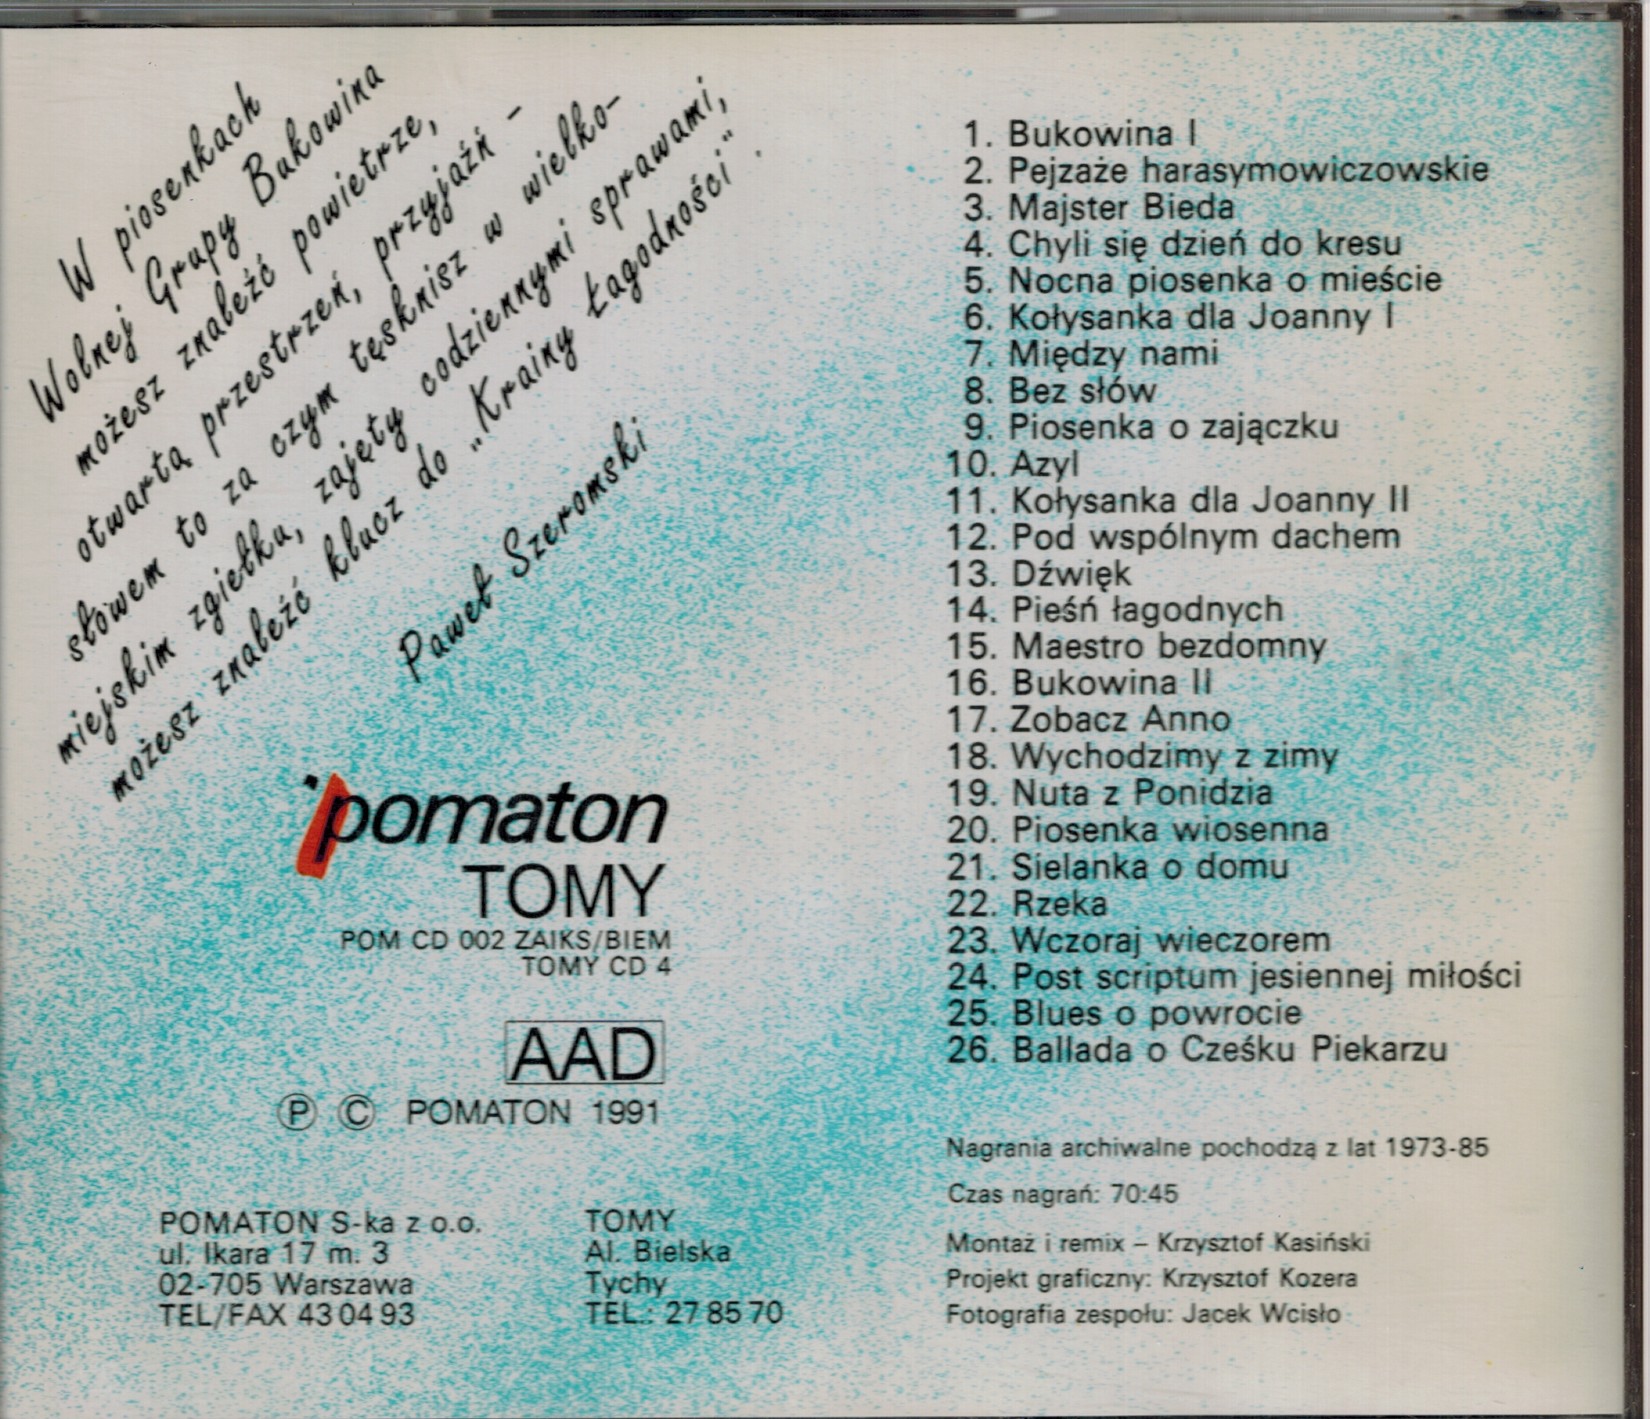 W piosenkach
Wolnej Grupy Bukowina
możesz znaleźć powietrze,
otwartą przestrzeń, przyjaźń -
słowem to za czym tęsknisz w wielko-
miejskim zgiełku, zajęty codziennymi sprawami,
możesz znaleźć klucz do „Krainy Łagodności".
Paweł Szeromski
pomaton
TOMY
POM CD 002 ZAIKS/BIEM
TOMY CD 4
AAD
Ⓟ © POMATON 1991
POMATON S-ka z o.o.
ul. Ikara 17 m. 3
02-705 Warszawa
TEL/FAX 43 04 93
TOMY
Al. Bielska
Tychy
TEL.: 27 85 70
1. Bukowina I
2. Pejzaże harasymowiczowskie
3. Majster Bieda
4. Chyli się dzień do kresu
5. Nocna piosenka o mieście
6. Kołysanka dla Joanny I
7. Między nami
8. Bez słów
9. Piosenka o zajączku
10. Azyl
11. Kołysanka dla Joanny II
12. Pod wspólnym dachem
13. Dźwięk
14. Pieśń łagodnych
15. Maestro bezdomny
16. Bukowina II
17. Zobacz Anno
18. Wychodzimy z zimy
19. Nuta z Ponidzia
20. Piosenka wiosenna
21. Sielanka o domu
22. Rzeka
23. Wczoraj wieczorem
24. Post scriptum jesiennej miłości
25. Blues o powrocie
26. Ballada o Cześku Piekarzu
Nagrania archiwalne pochodzą z lat 1973-85
Czas nagrań: 70:45
Montaż i remix – Krzysztof Kasiński
Projekt graficzny: Krzysztof Kozera
Fotografia zespołu: Jacek Wcisło